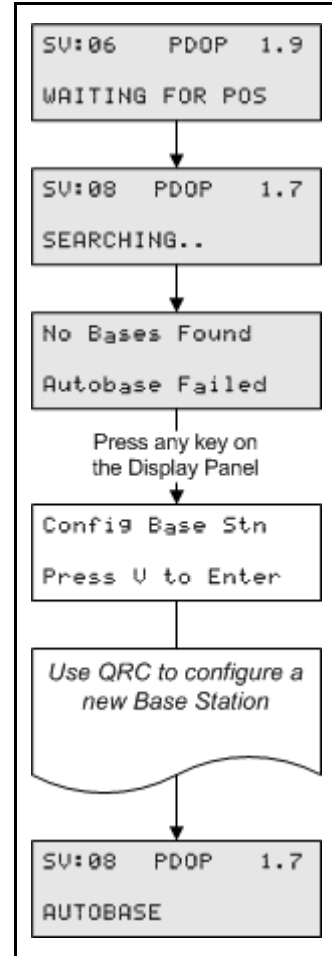 SV:06 PDOP 1.9
WAITING FOR POS
SV:08 PDOP 1.7
SEARCHING..
No Bases Found
Autobase Failed
Press any key on
the Display Panel
Config Base Stn
Press V to Enter
Use QRC to configure a
new Base Station
SV:08 PDOP 1.7
AUTOBASE